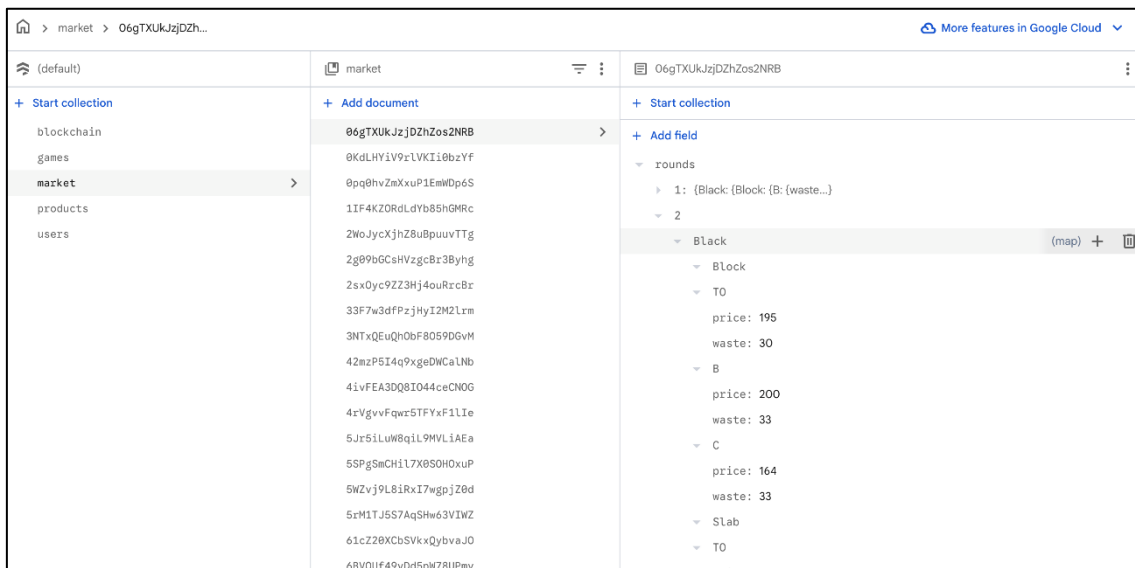 market > 06gTXUkJzjDZh...
More features in Google Cloud
(default)
Start collection
blockchain
games
market
products
users
market
Add document
06gTXUkJzjDZhZos2NRB
0KdLHYiV9rlVKIi0bzYf
0pq0hvZmXxuP1EmWDp6S
1IF4KZORdLdYb85hGMRc
2WoJycXjhZ8uBpuuvTTg
2g09bGCsHVzgcBr3Byhg
2sxOyc9ZZ3Hj4ouRrcBr
33F7w3dfPzjHyI2M2lrm
3NTxQEuQhObF8O59DGvM
42mzP5I4q9xgeDWCalNb
4ivFEA3DQ8IO44ceCNOG
4rVgvvFqwr5TFYxF1lIe
5Jr5iLuW8qiL9MVLiAEa
5SPgSmCHil7X0SOHOxuP
5WZvj9L8iRxI7wgpjZ0d
5rM1TJ5S7AqSHw63VIWZ
61cZ20XCbSVkxQybvaJO
06gTXUkJzjDZhZos2NRB
Start collection
Add field
rounds
1: {Black: {Block: {B: {waste...}
2
Black (map)
Block
TO
price: 195
waste: 30
B
price: 200
waste: 33
C
price: 164
waste: 33
Slab
TO